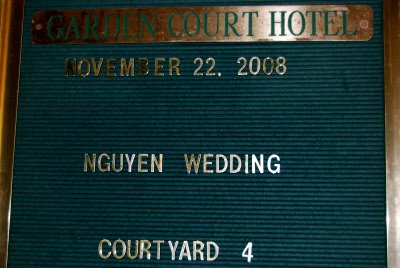 GARDEN COURT HOTEL
NOVEMBER 22, 2008
NGUYEN WEDDING
COURTYARD 4